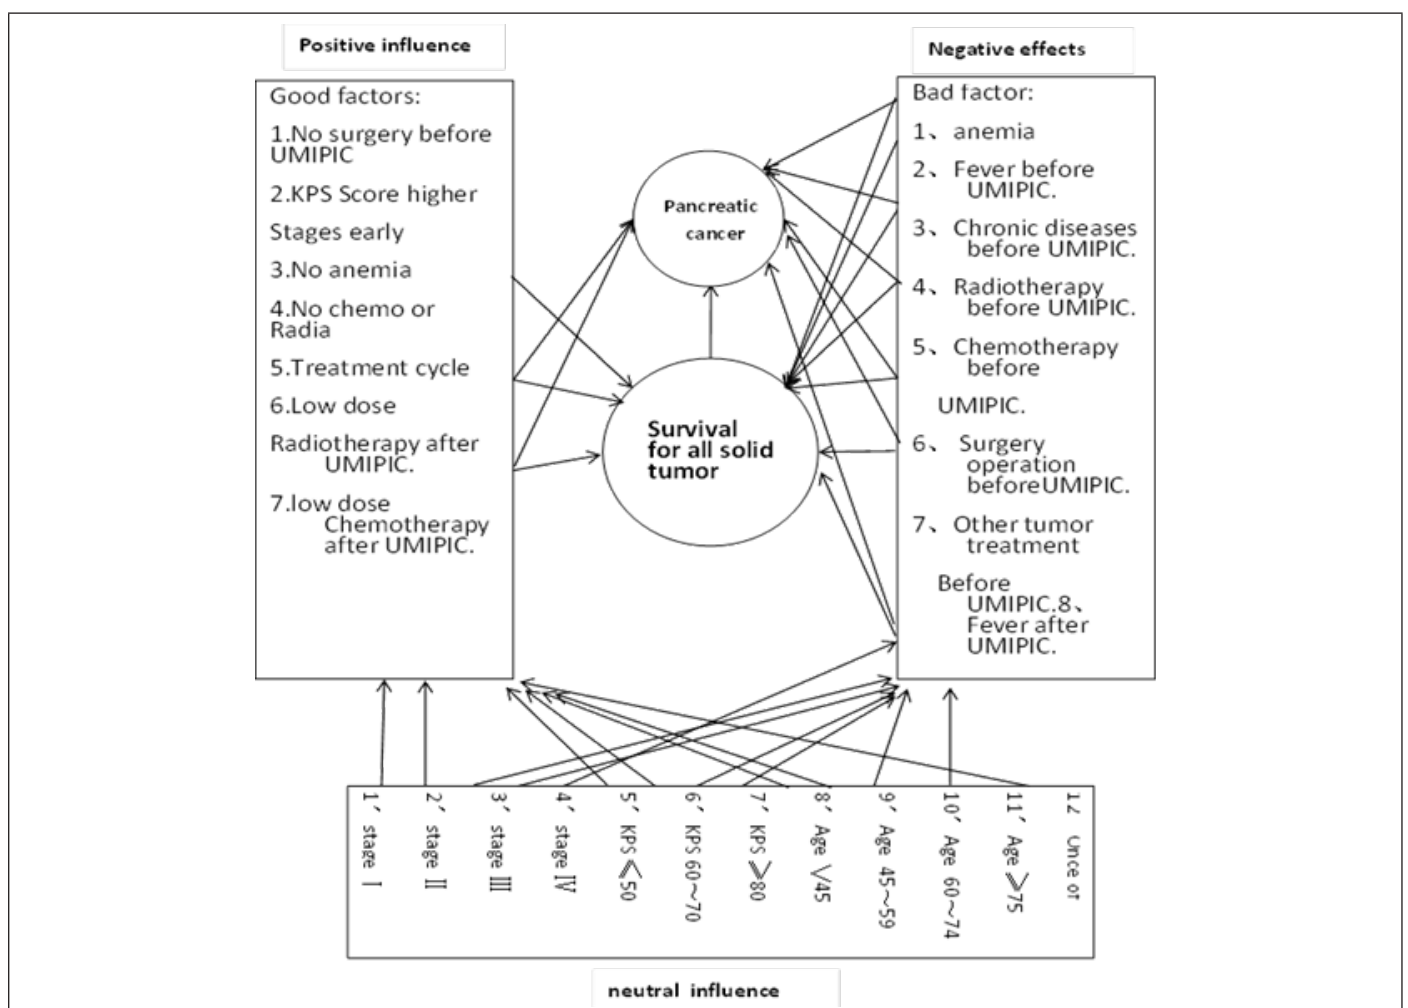 Positive influence
Good factors:
1.No surgery before
UMIPIC
2.KPS Score higher
Stages early
3.No anemia
4.No chemo or
Radia
5.Treatment cycle
6.Low dose
Radiotherapy after
UMIPIC.
7.low dose
Chemotherapy
after UMIPIC.
Pancreatic
cancer
Survival
for all solid
tumor
Negative effects
Bad factor:
1、 anemia
2、 Fever before
UMIPIC.
3、 Chronic diseases
before UMIPIC.
4、 Radiotherapy
before UMIPIC.
5、 Chemotherapy
before
UMIPIC.
6、 Surgery
operation
beforeUMIPIC.
7、 Other tumor
treatment
Before
UMIPIC.8、
Fever after
UMIPIC.
1′ stage Ⅰ
2′ stage Ⅱ
3′ stage Ⅲ
4′ stage Ⅳ
5′ KPS ≤50
6′ KPS 60～70
7′ KPS ≥80
8′ Age \/45
9′ Age 45～59
10′ Age 60～74
11′ Age ≥75
12 Once or
neutral influence